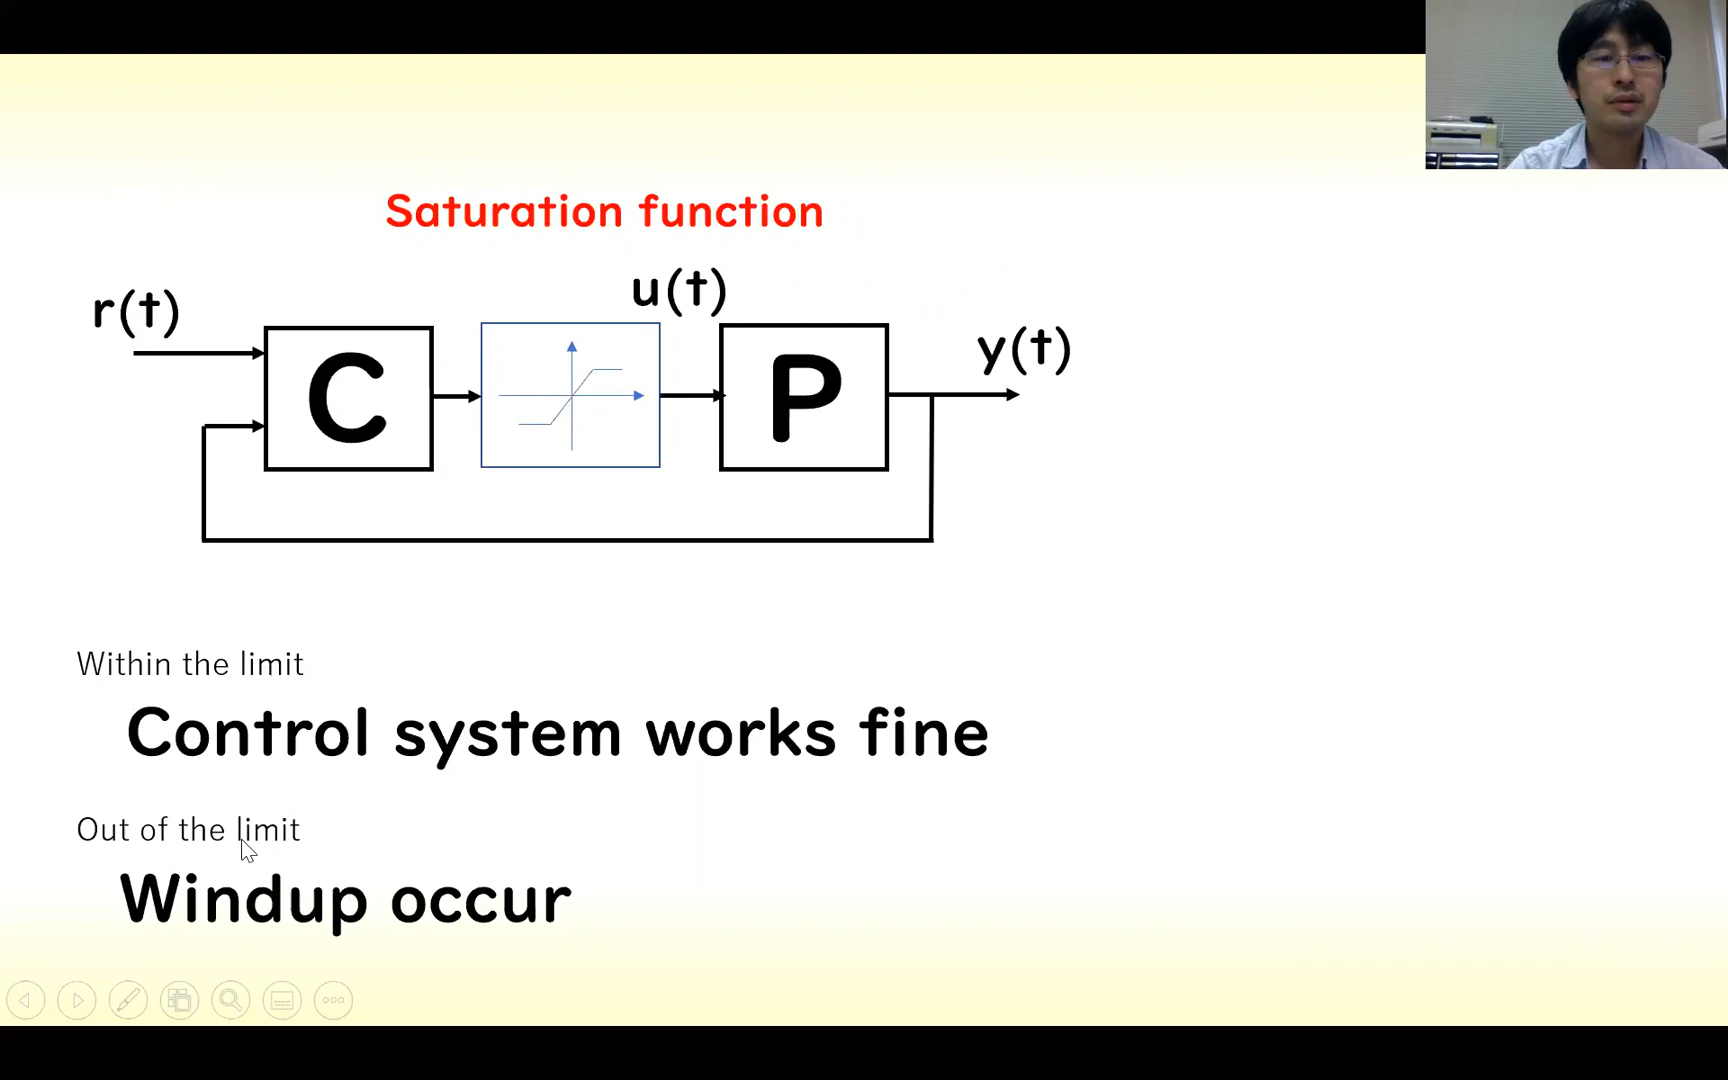 Saturation function
r(t)
u(t)
y(t)
C
P
Within the limit
Control system works fine
Out of the limit
Windup occur